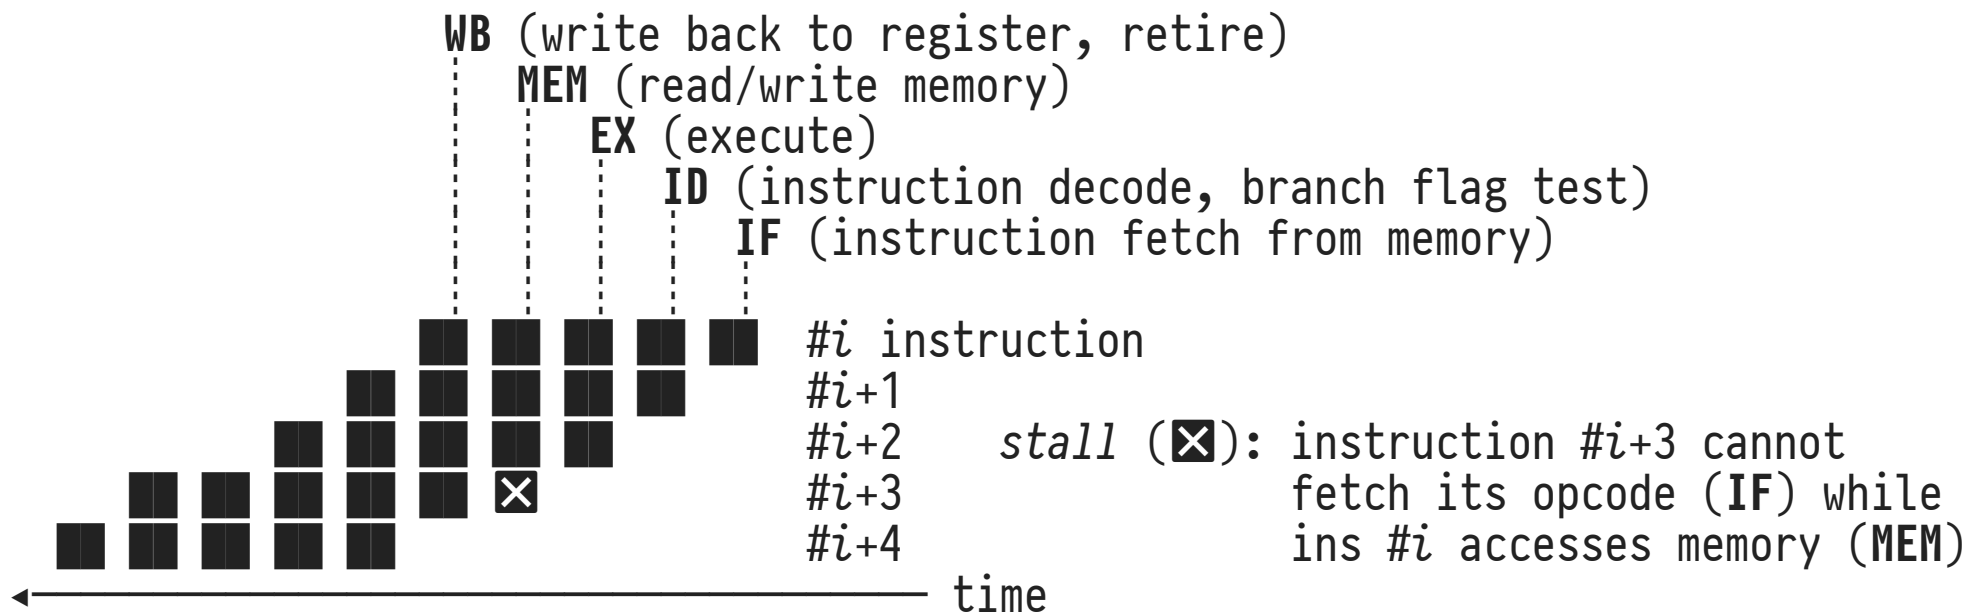 WB (write back to register, retire)
MEM (read/write memory)
EX (execute)
ID (instruction decode, branch flag test)
IF (instruction fetch from memory)
#i instruction
#i+1
#i+2 stall (☒): instruction #i+3 cannot
#i+3 fetch its opcode (IF) while
#i+4 ins #i accesses memory (MEM)
time